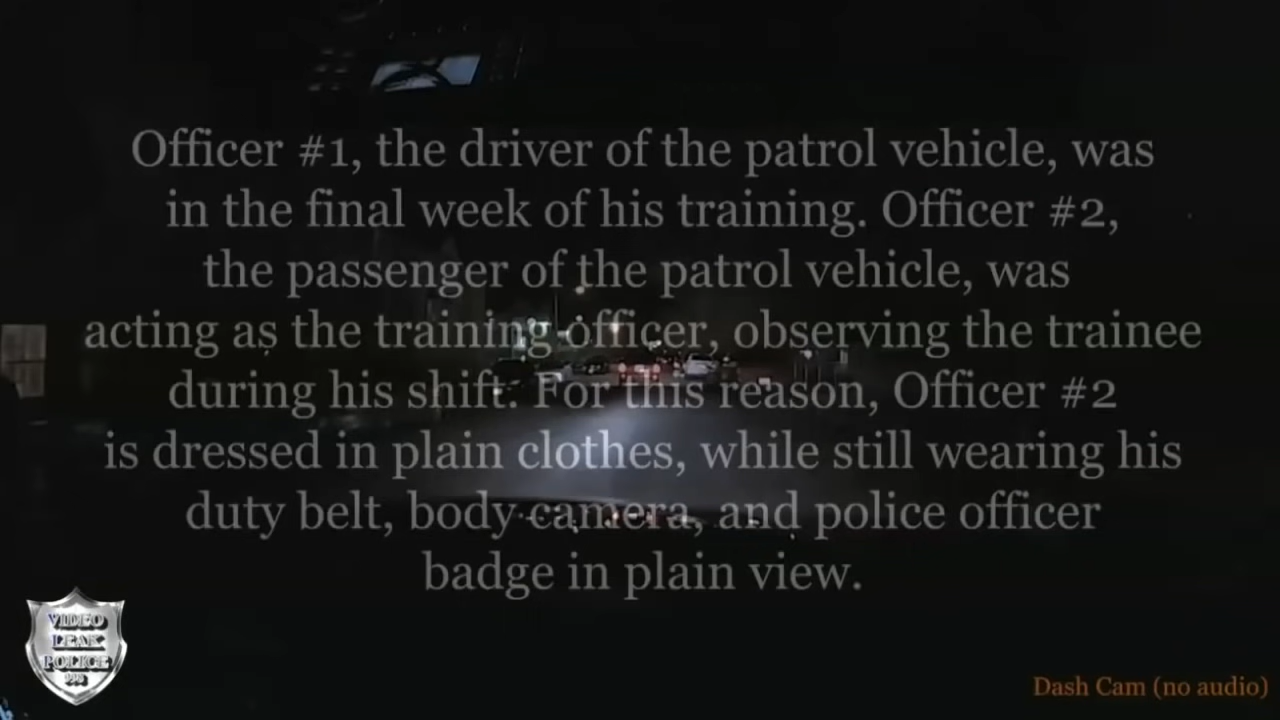 Officer #1, the driver of the patrol vehicle, was
in the final week of his training. Officer #2,
the passenger of the patrol vehicle, was
acting as the training officer, observing the trainee
during his shift. For this reason, Officer #2
is dressed in plain clothes, while still wearing his
duty belt, body camera, and police officer
badge in plain view.
VIDEO
LEAK
POLICE
Dash Cam (no audio)